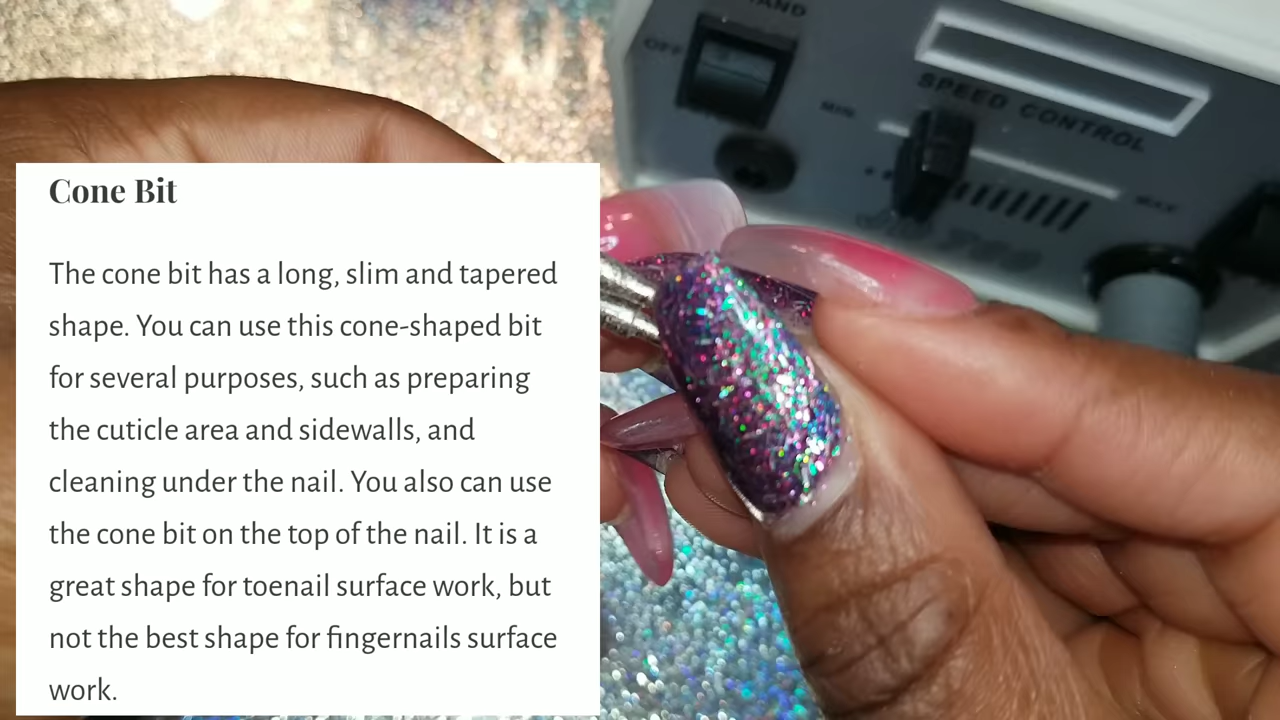 HAND
OFF
SPEED CONTROL
MIN
MAX
Cone Bit
The cone bit has a long, slim and tapered
shape. You can use this cone-shaped bit
for several purposes, such as preparing
the cuticle area and sidewalls, and
cleaning under the nail. You also can use
the cone bit on the top of the nail. It is a
great shape for toenail surface work, but
not the best shape for fingernails surface
work.